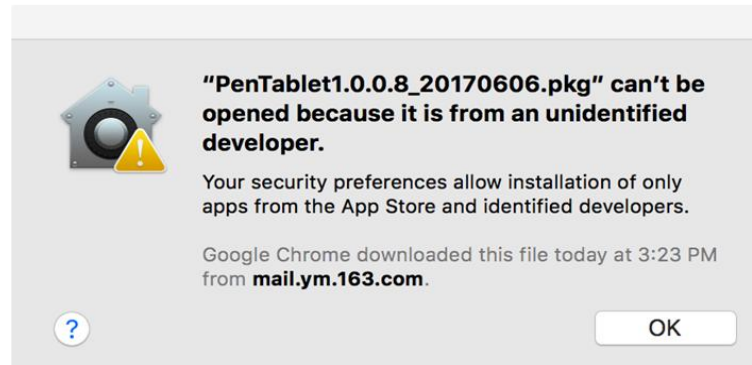 “PenTablet1.0.0.8_20170606.pkg” can’t be
opened because it is from an unidentified
developer.
Your security preferences allow installation of only
apps from the App Store and identified developers.
Google Chrome downloaded this file today at 3:23 PM
from mail.ym.163.com.
?
OK